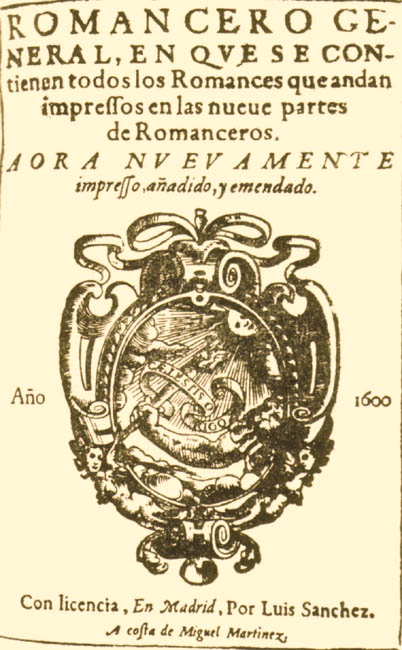 ROMANCERO GE-
NERAL, EN QVE SE CON-
tienen todos los Romances que andan
impreſſos en las nueue partes
de Romanceros.
AORA NVEVAMENTE
impreſſo, añadido, y emendado.
Año 1600
Con licencia, En Madrid, Por Luis Sanchez.
A coſta de Miguel Martinez,